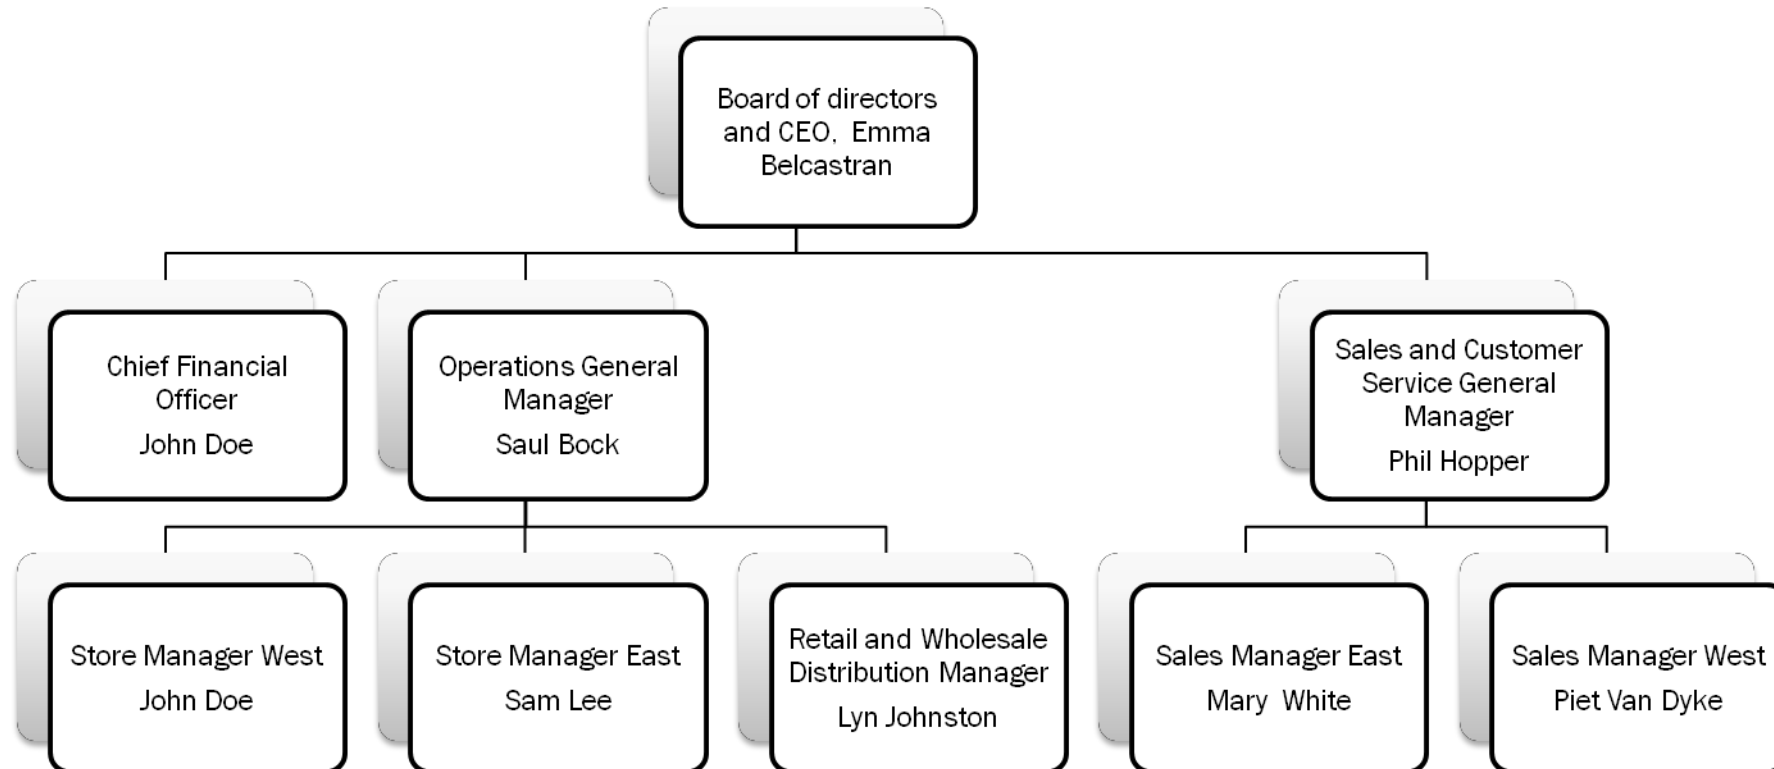 Board of directors
and CEO, Emma
Belcastran
Chief Financial
Officer
John Doe
Operations General
Manager
Saul Bock
Sales and Customer
Service General
Manager
Phil Hopper
Store Manager West
John Doe
Store Manager East
Sam Lee
Retail and Wholesale
Distribution Manager
Lyn Johnston
Sales Manager East
Mary White
Sales Manager West
Piet Van Dyke